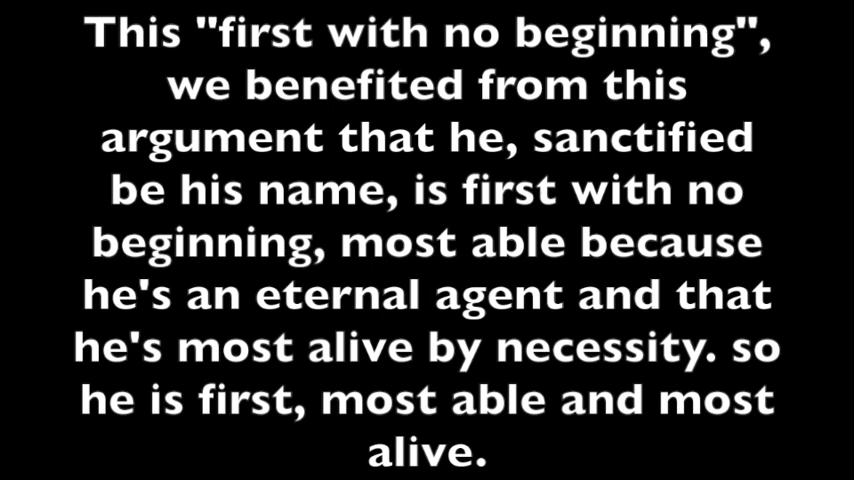 This "first with no beginning",
we benefited from this
argument that he, sanctified
be his name, is first with no
beginning, most able because
he's an eternal agent and that
he's most alive by necessity. so
he is first, most able and most
alive.